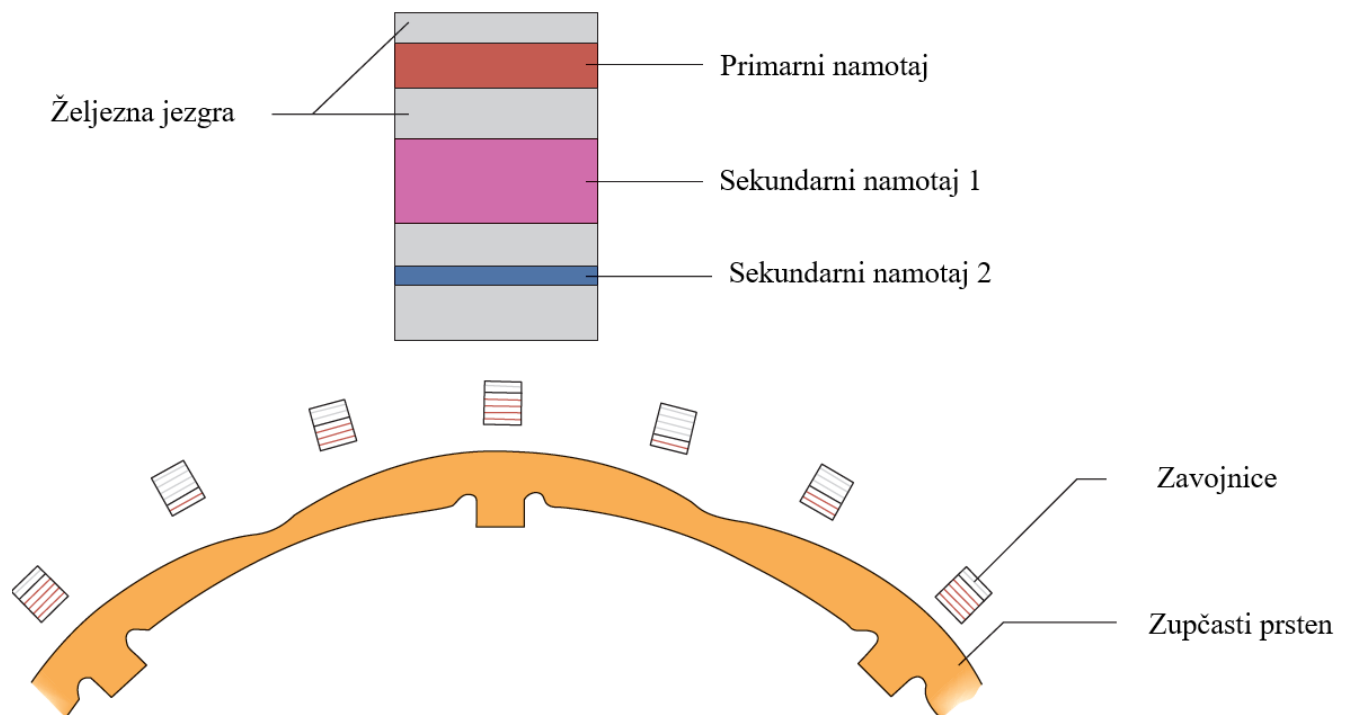 Primarni namotaj
Željezna jezgra
Sekundarni namotaj 1
Sekundarni namotaj 2
Zavojnice
Zupčasti prsten